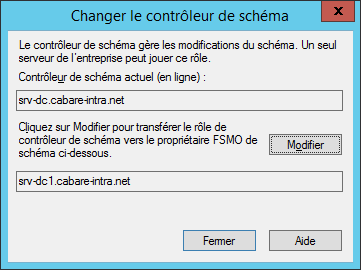 Changer le contrôleur de schéma
Le contrôleur de schéma gère les modifications du schéma. Un seul
serveur de l'entreprise peut jouer ce rôle.
Contrôleur de schéma actuel (en ligne) :
srv-dc.cabare-intra.net
Cliquez sur Modifier pour transférer le rôle de
contrôleur de schéma vers le propriétaire FSMO de
schéma ci-dessous.
Modifier
srv-dc1.cabare-intra.net
Fermer
Aide